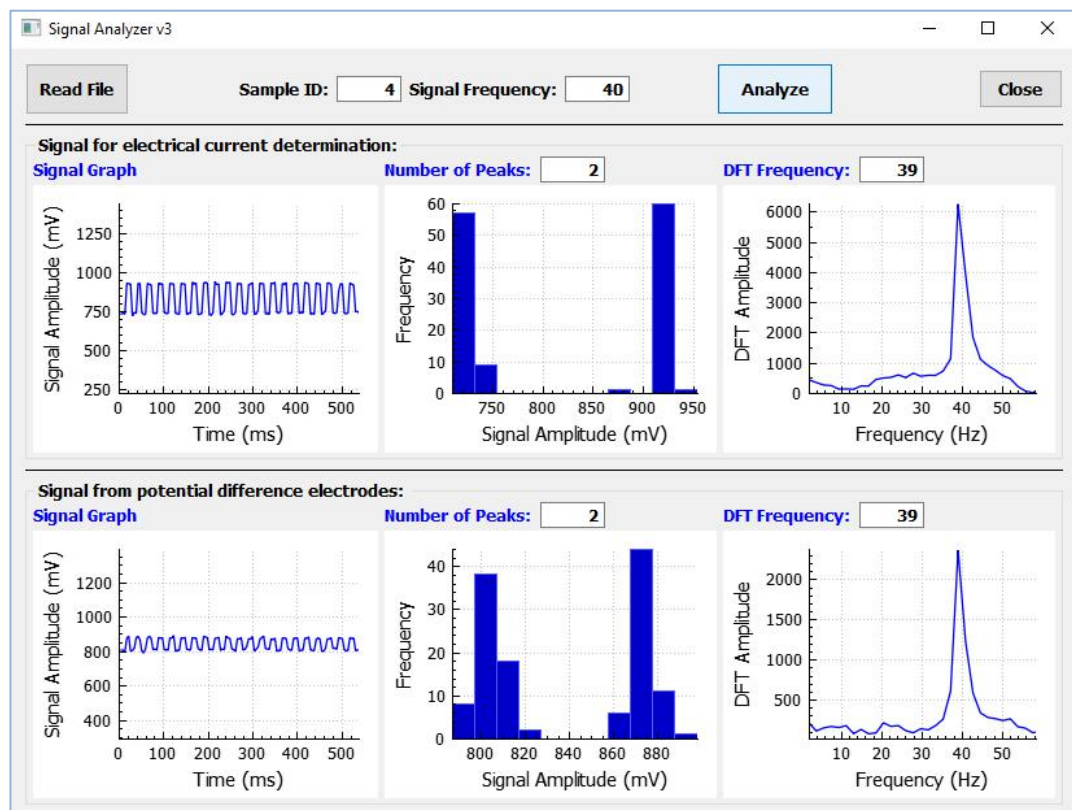 Signal Analyzer v3
Read File
Sample ID: 4 Signal Frequency: 40
Analyze
Close
Signal for electrical current determination:
Signal Graph
Signal Amplitude (mV)
1250
1000
750
500
250
0 100 200 300 400 500
Time (ms)
Number of Peaks: 2
Frequency
60
50
40
30
20
10
0
750 800 850 900 950
Signal Amplitude (mV)
DFT Frequency: 39
DFT Amplitude
6000
5000
4000
3000
2000
1000
0
10 20 30 40 50
Frequency (Hz)
Signal from potential difference electrodes:
Signal Graph
Signal Amplitude (mV)
1200
1000
800
600
400
0 100 200 300 400 500
Time (ms)
Number of Peaks: 2
Frequency
40
30
20
10
0
800 820 840 860 880
Signal Amplitude (mV)
DFT Frequency: 39
DFT Amplitude
2000
1500
1000
500
10 20 30 40 50
Frequency (Hz)